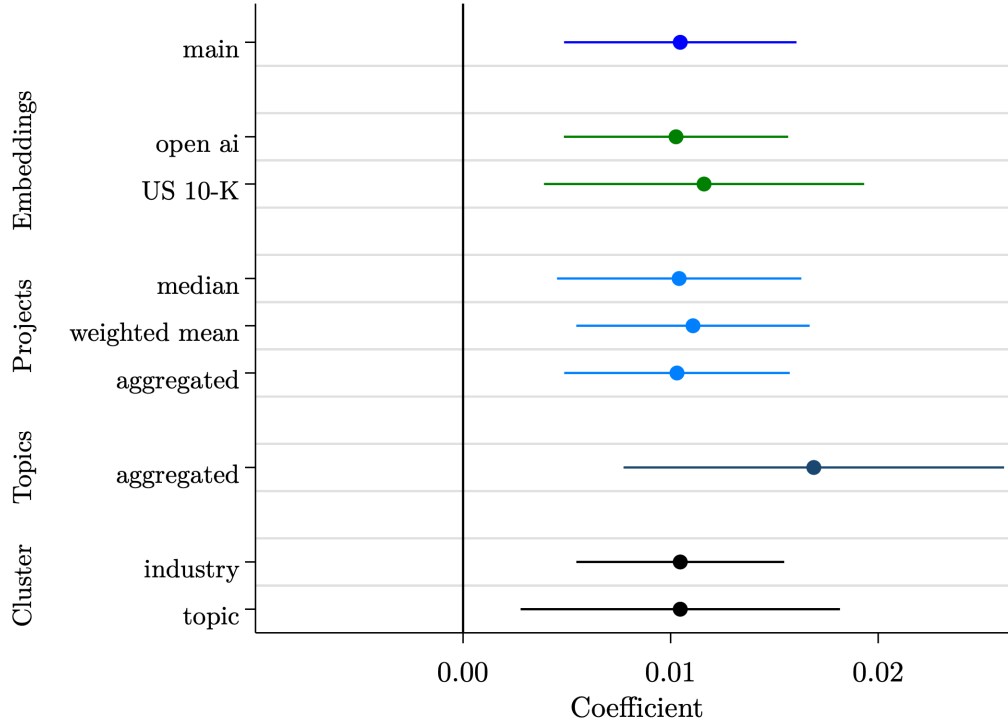 main
Embeddings
open ai
US 10-K
Projects
median
weighted mean
aggregated
Topics
aggregated
Cluster
industry
topic
0.00 0.01 0.02
Coefficient